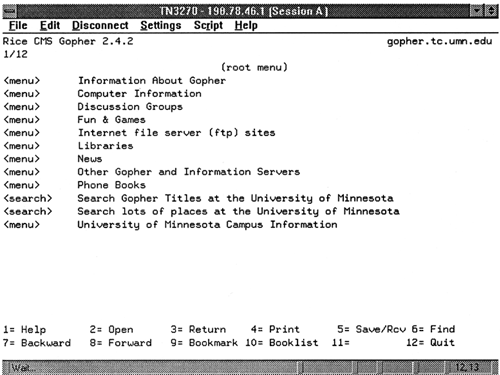 TN3270 - 198.78.46.1 (Session A)
File Edit Disconnect Settings Script Help
Rice CMS Gopher 2.4.2 gopher.tc.umn.edu
1/12
(root menu)
<menu> Information About Gopher
<menu> Computer Information
<menu> Discussion Groups
<menu> Fun & Games
<menu> Internet file server (ftp) sites
<menu> Libraries
<menu> News
<menu> Other Gopher and Information Servers
<menu> Phone Books
<search> Search Gopher Titles at the University of Minnesota
<search> Search lots of places at the University of Minnesota
<menu> University of Minnesota Campus Information
1= Help 2= Open 3= Return 4= Print 5= Save/Rcv 6= Find
7= Backward 8= Forward 9= Bookmark 10= Booklist 11= 12= Quit
Wait... 12,13